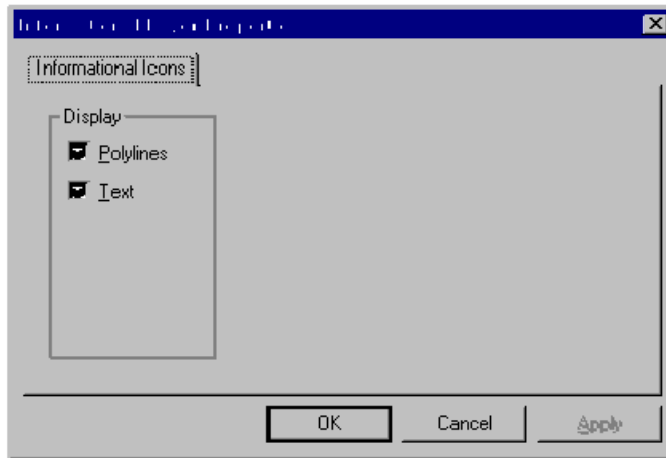 Informational Icons
Display
Polylines
Text
OK
Cancel
Apply